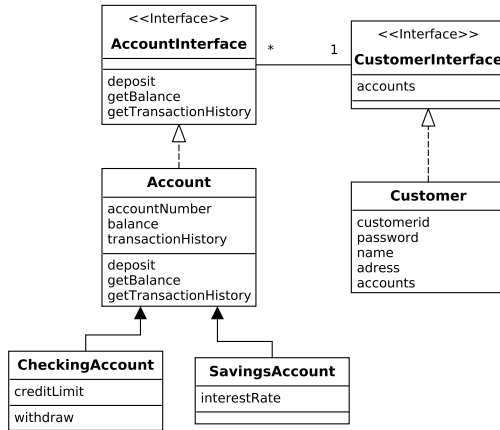 <<Interface>>
AccountInterface
deposit
getBalance
getTransactionHistory
*
1
<<Interface>>
CustomerInterface
accounts
Account
accountNumber
balance
transactionHistory
deposit
getBalance
getTransactionHistory
Customer
customerid
password
name
adress
accounts
CheckingAccount
creditLimit
withdraw
SavingsAccount
interestRate